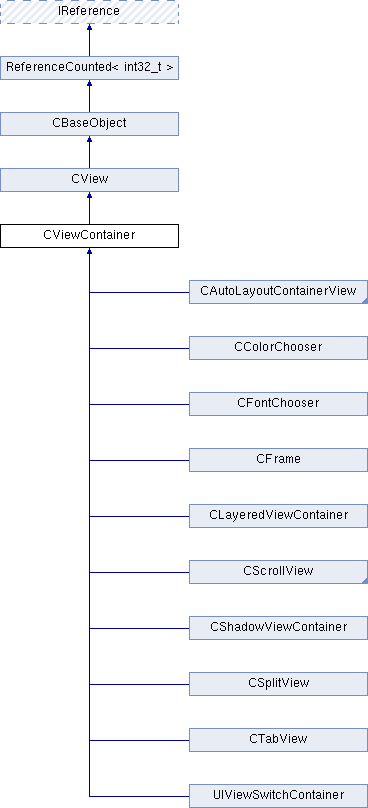 IReference
ReferenceCounted< int32_t >
CBaseObject
CView
CViewContainer
CAutoLayoutContainerView
CColorChooser
CFontChooser
CFrame
CLayeredViewContainer
CScrollView
CShadowViewContainer
CSplitView
CTabView
UIViewSwitchContainer